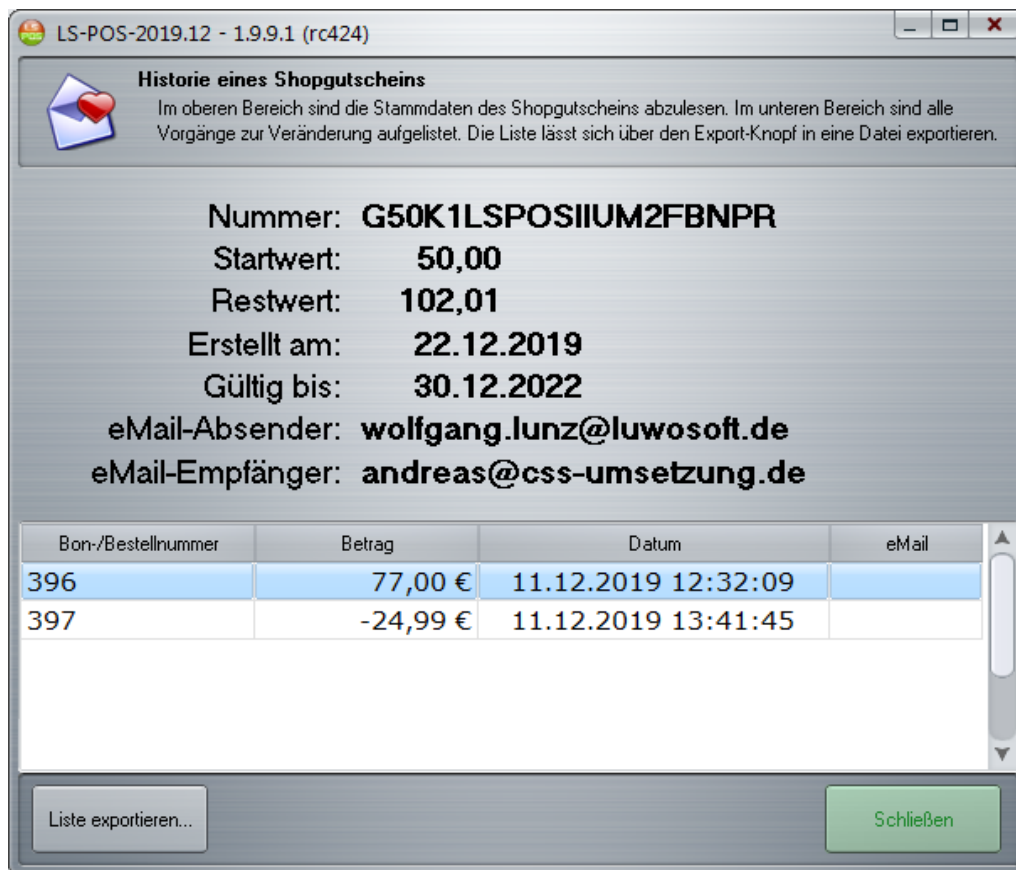 LS-POS-2019.12 - 1.9.9.1 (rc424)
Historie eines Shopgutscheins
Im oberen Bereich sind die Stammdaten des Shopgutscheins abzulesen. Im unteren Bereich sind alle
Vorgänge zur Veränderung aufgelistet. Die Liste lässt sich über den Export-Knopf in eine Datei exportieren.
Nummer: G50K1LSPOSIIUM2FBNPR
Startwert: 50,00
Restwert: 102,01
Erstellt am: 22.12.2019
Gültig bis: 30.12.2022
eMail-Absender: wolfgang.lunz@luwosoft.de
eMail-Empfänger: andreas@css-umsetzung.de
Bon-/Bestellnummer Betrag Datum eMail
396 77,00 € 11.12.2019 12:32:09
397 -24,99 € 11.12.2019 13:41:45
Liste exportieren... Schließen